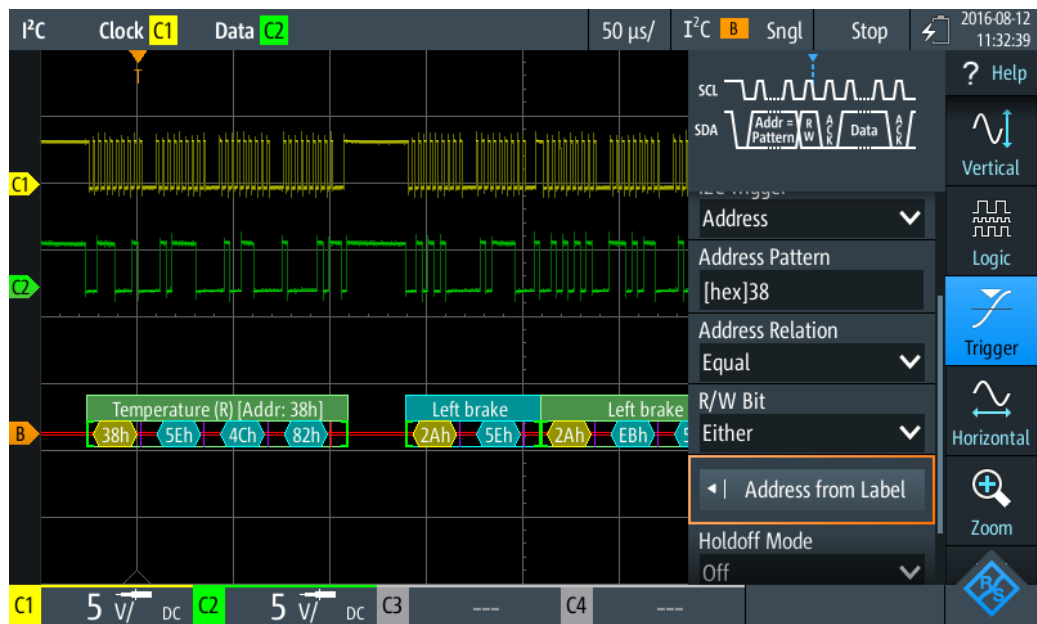 I²C Clock C1 Data C2 50 µs/ I²C B Sngl Stop 2016-08-12
11:32:39
T
? Help
SCL
SDA Addr = Pattern R W Ack Data Ack
Vertical
C1
Address
Logic
Address Pattern
C2
[hex]38
Address Relation
Trigger
Equal
R/W Bit
Temperature (R) [Addr: 38h] Left brake Left brake
B 38h 5Eh 4Ch 82h 2Ah 5Eh 2Ah EBh
Either
Horizontal
Address from Label
Zoom
Holdoff Mode
Off
R/S
C1 5 V/ DC C2 5 V/ DC C3 --- C4 ---